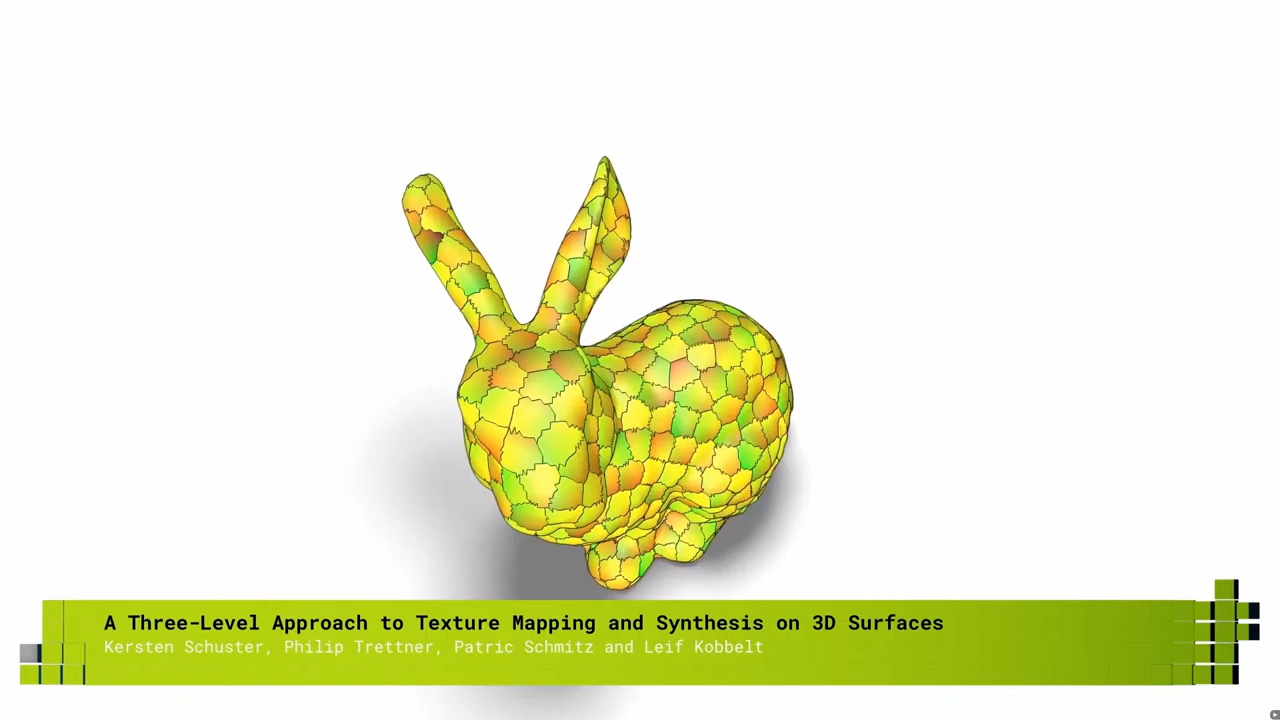 A Three-Level Approach to Texture Mapping and Synthesis on 3D Surfaces
Kersten Schuster, Philip Trettner, Patric Schmitz and Leif Kobbelt